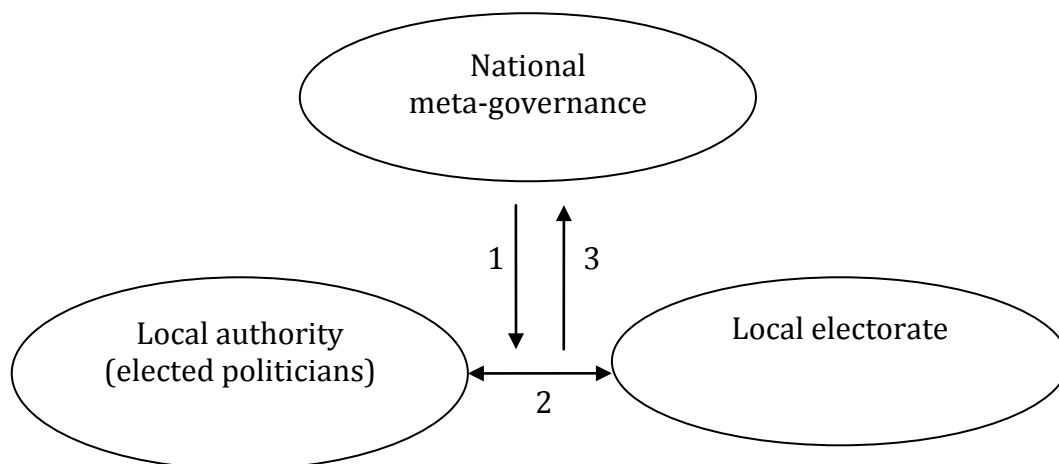 National
meta-governance
1
3
Local authority
(elected politicians)
Local electorate
2